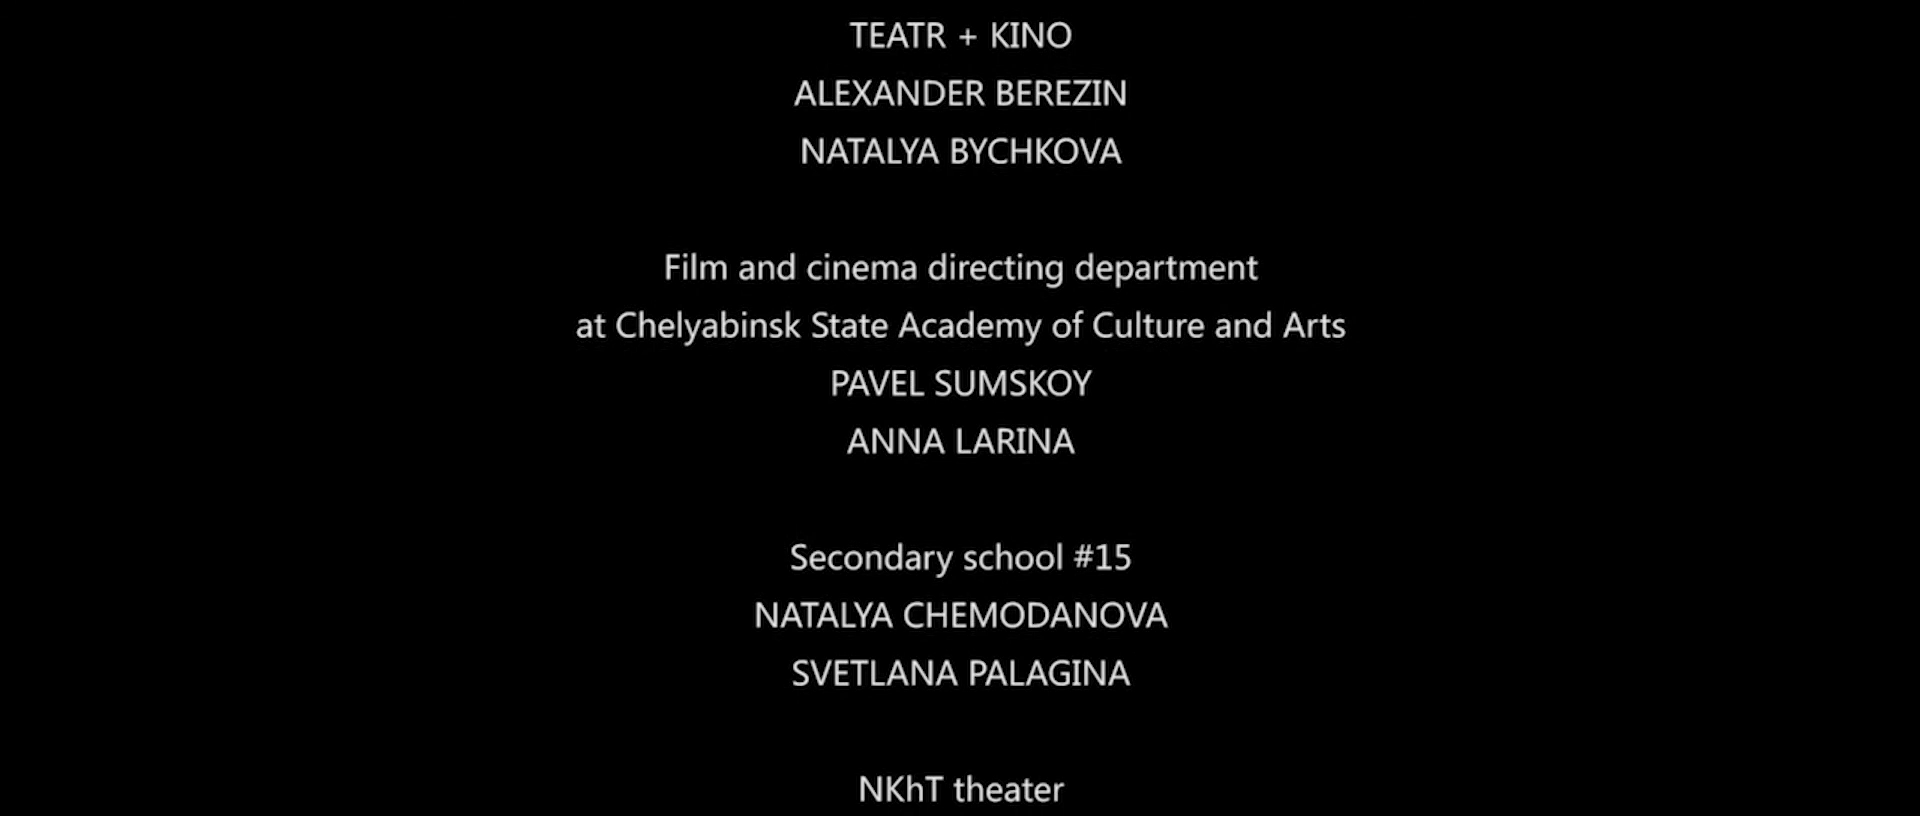 TEATR + KINO
ALEXANDER BEREZIN
NATALYA BYCHKOVA
Film and cinema directing department
at Chelyabinsk State Academy of Culture and Arts
PAVEL SUMSKOY
ANNA LARINA
Secondary school #15
NATALYA CHEMODANOVA
SVETLANA PALAGINA
NKhT theater